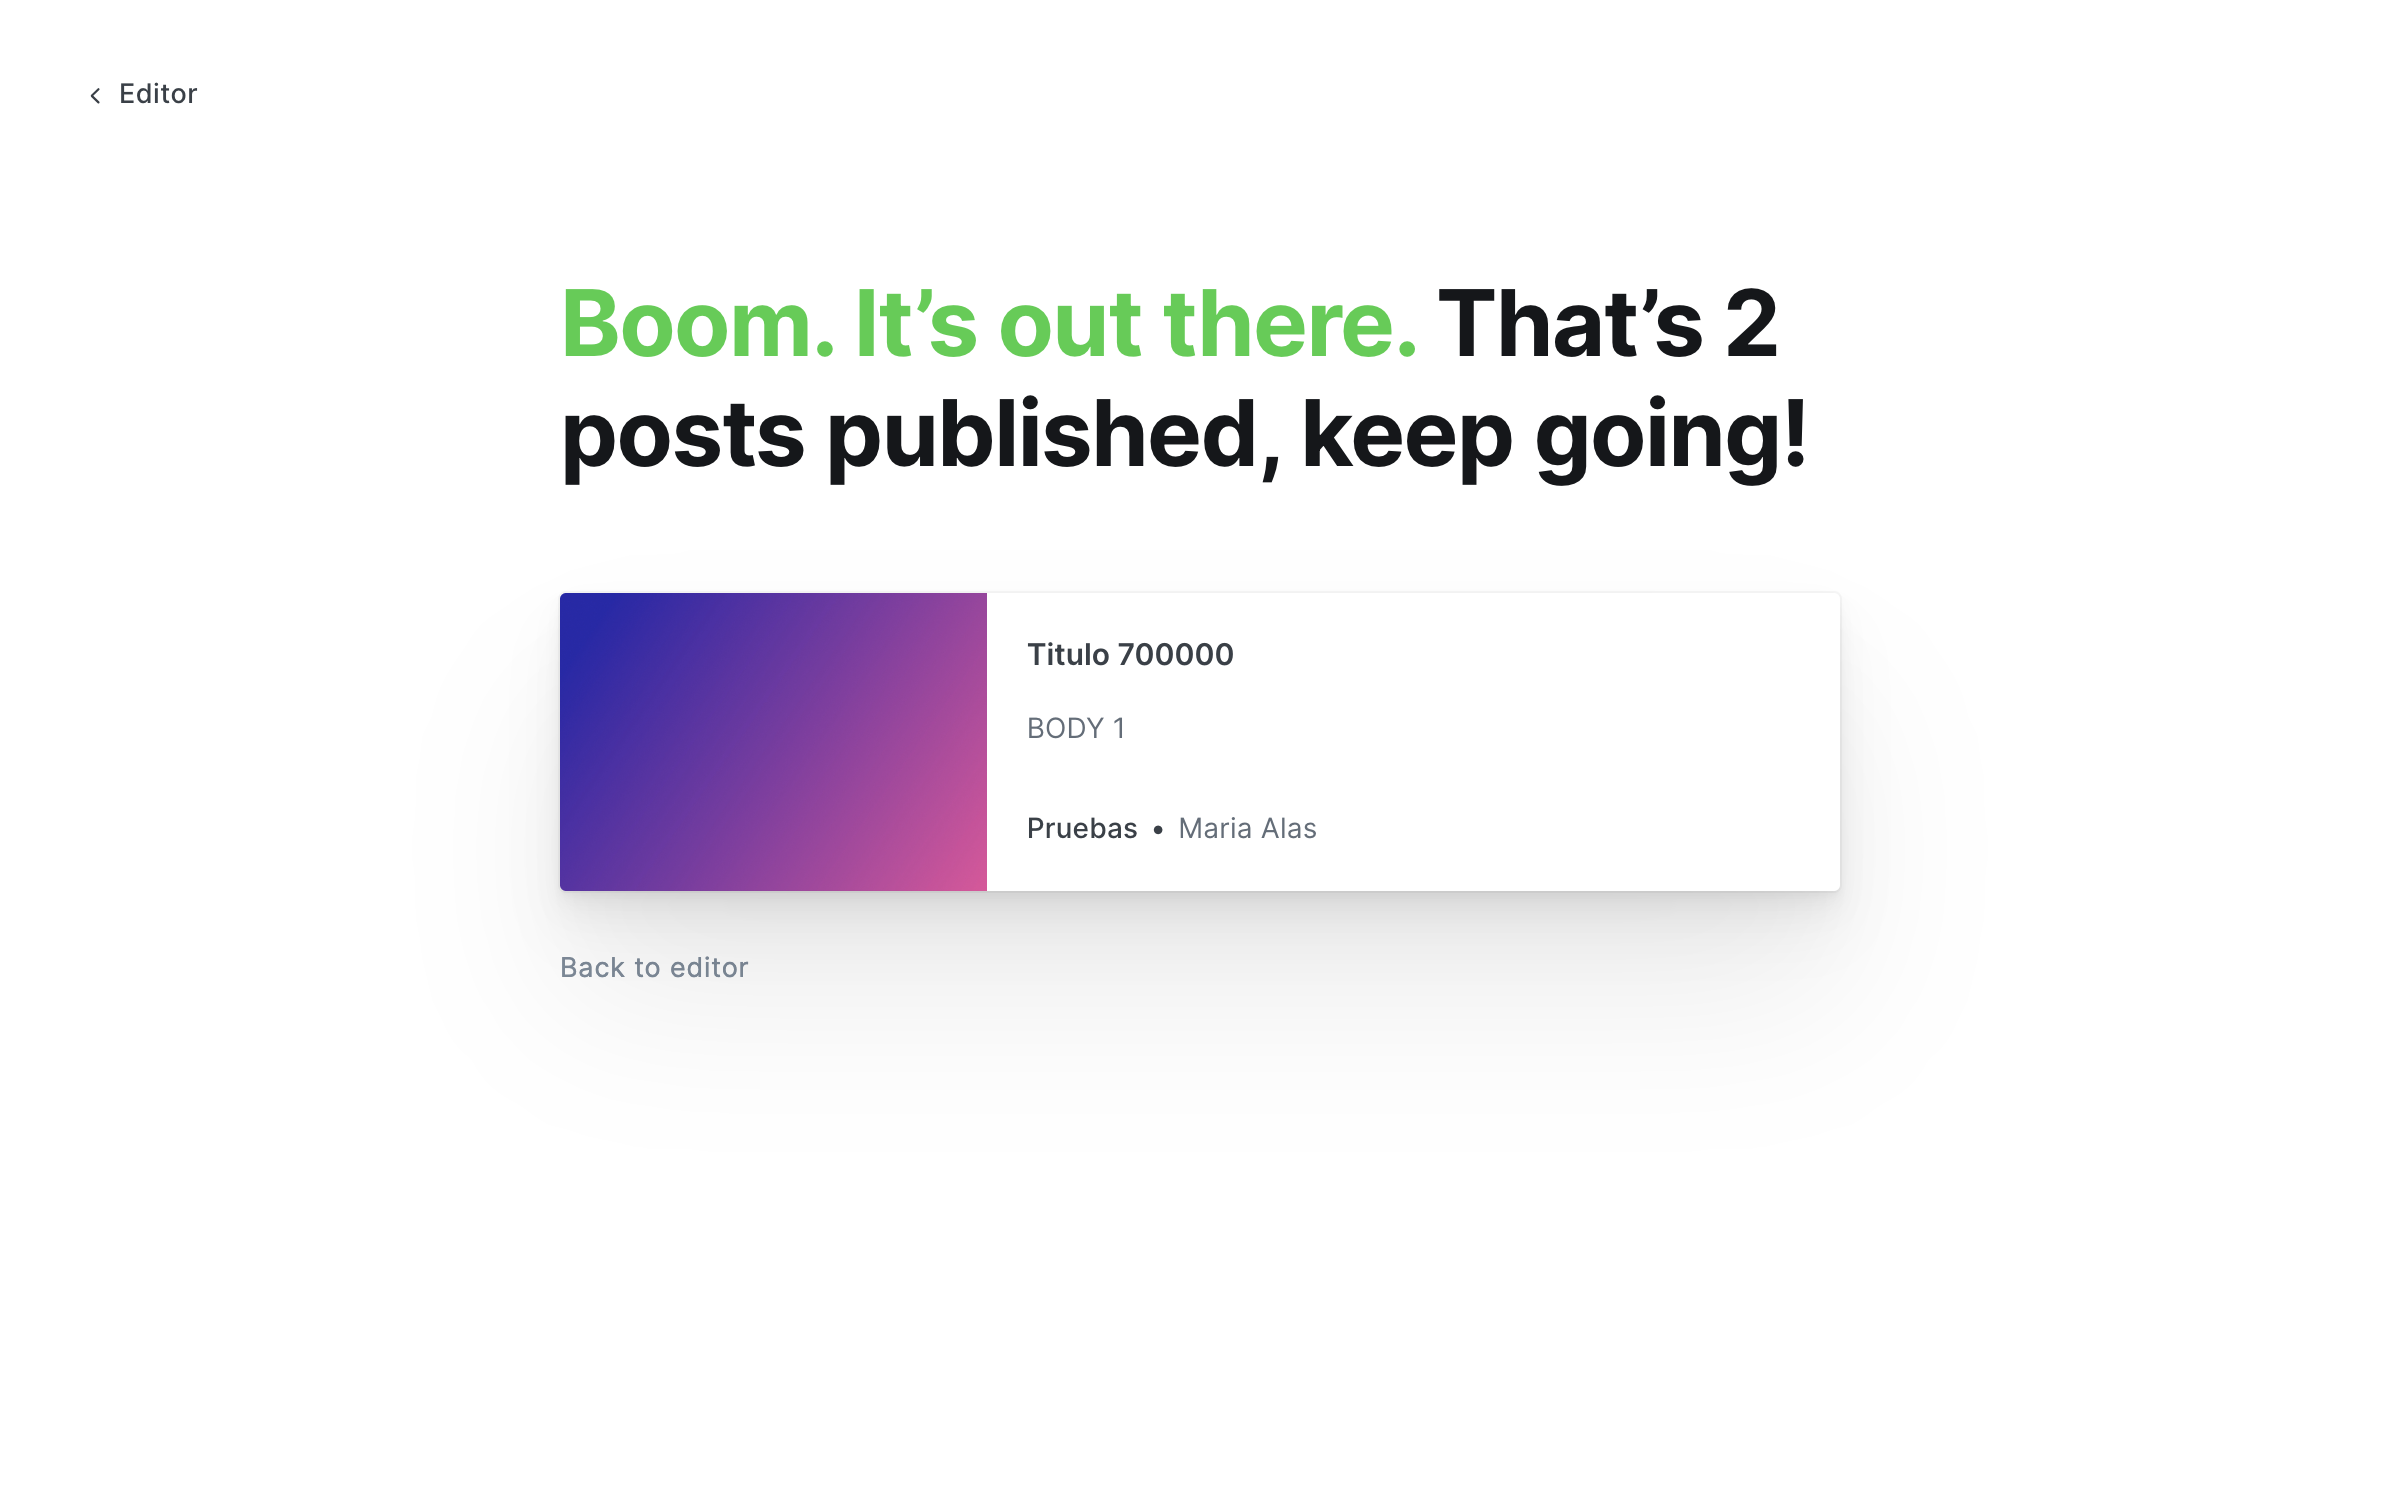 Editor
Boom. It’s out there. That’s 2
posts published, keep going!
Titulo 700000
BODY 1
Pruebas • Maria Alas
Back to editor